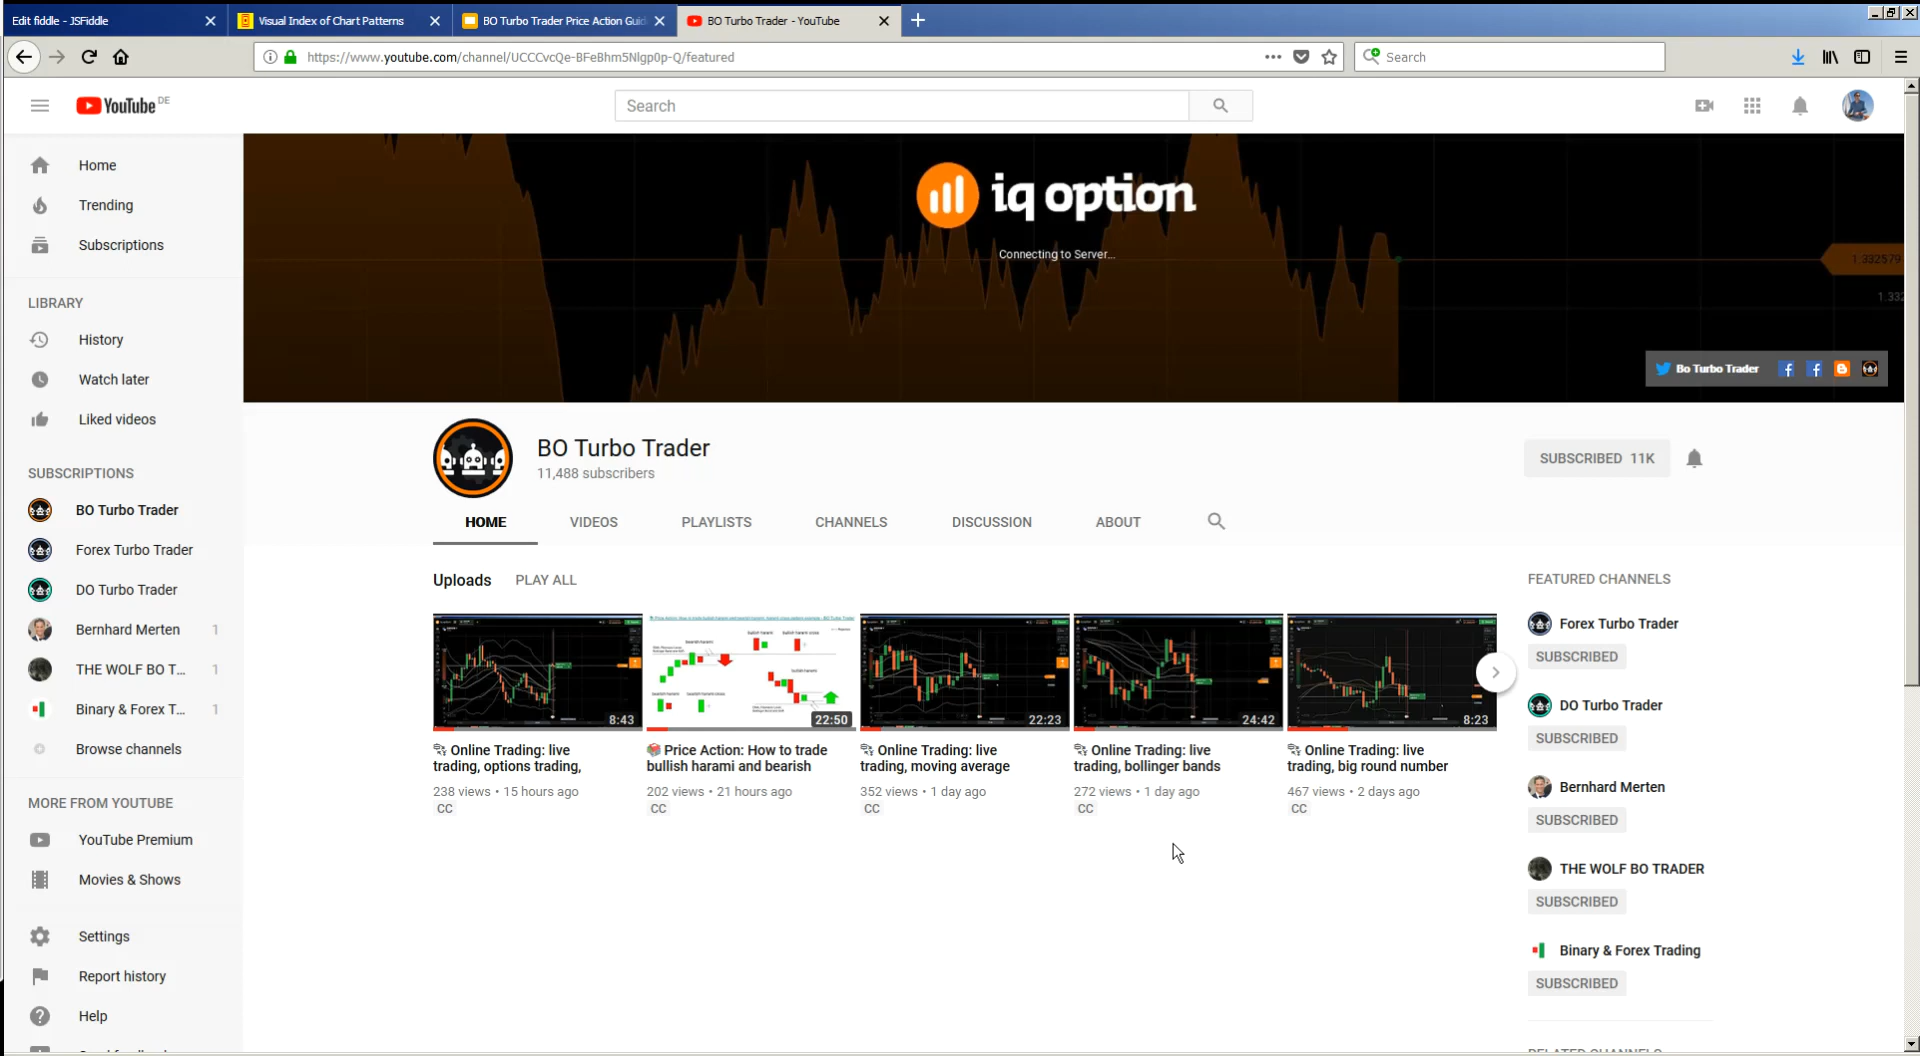 Edit fiddle - JSFiddle
Visual Index of Chart Patterns
BO Turbo Trader Price Action Guid
BO Turbo Trader - YouTube
https://www.youtube.com/channel/UCCCvcQe-BFeBhm5Nlgp0p-Q/featured
Search
YouTube DE
Search
Home
Trending
Subscriptions
LIBRARY
History
Watch later
Liked videos
SUBSCRIPTIONS
BO Turbo Trader
Forex Turbo Trader
DO Turbo Trader
Bernhard Merten 1
THE WOLF BO T... 1
Binary & Forex T... 1
Browse channels
MORE FROM YOUTUBE
YouTube Premium
Movies & Shows
Settings
Report history
Help
iq option
Connecting to Server...
1.332579
1.332
Bo Turbo Trader
BO Turbo Trader
11,488 subscribers
SUBSCRIBED 11K
HOME VIDEOS PLAYLISTS CHANNELS DISCUSSION ABOUT
Uploads PLAY ALL
8:43
Online Trading: live
trading, options trading,
238 views • 15 hours ago
CC
22:50
Price Action: How to trade
bullish harami and bearish
202 views • 21 hours ago
CC
22:23
Online Trading: live
trading, moving average
352 views • 1 day ago
CC
24:42
Online Trading: live
trading, bollinger bands
272 views • 1 day ago
CC
8:23
Online Trading: live
trading, big round number
467 views • 2 days ago
CC
FEATURED CHANNELS
Forex Turbo Trader
SUBSCRIBED
DO Turbo Trader
SUBSCRIBED
Bernhard Merten
SUBSCRIBED
THE WOLF BO TRADER
SUBSCRIBED
Binary & Forex Trading
SUBSCRIBED
RELATED CHANNELS